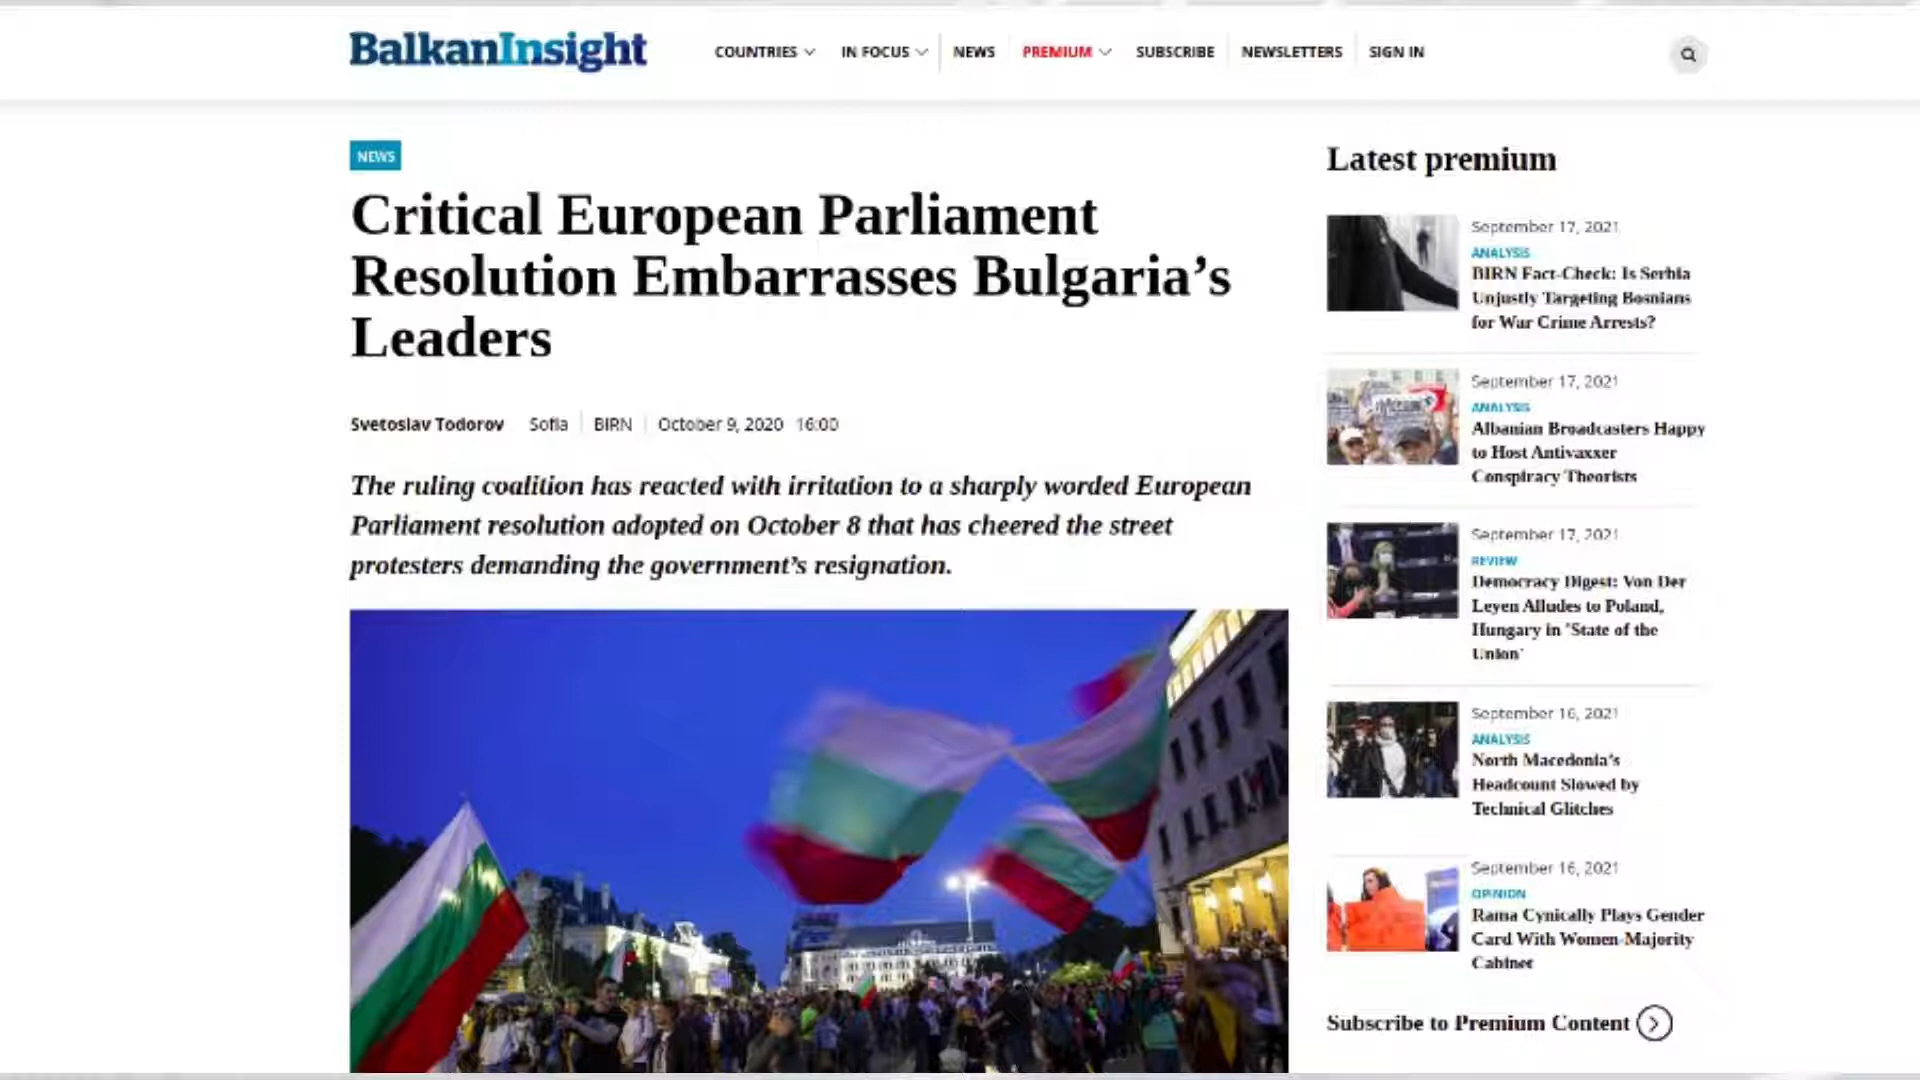 BalkanInsight
COUNTRIES
IN FOCUS
NEWS
PREMIUM
SUBSCRIBE
NEWSLETTERS
SIGN IN
NEWS
Critical European Parliament
Resolution Embarrasses Bulgaria’s
Leaders
Svetoslav Todorov Sofia BIRN October 9, 2020 16:00
The ruling coalition has reacted with irritation to a sharply worded European
Parliament resolution adopted on October 8 that has cheered the street
protesters demanding the government’s resignation.
Latest premium
September 17, 2021
ANALYSIS
BIRN Fact-Check: Is Serbia
Unjustly Targeting Bosnians
for War Crime Arrests?
September 17, 2021
ANALYSIS
Albanian Broadcasters Happy
to Host Antivaxxer
Conspiracy Theorists
September 17, 2021
REVIEW
Democracy Digest: Von Der
Leyen Alludes to Poland,
Hungary in 'State of the
Union'
September 16, 2021
ANALYSIS
North Macedonia’s
Headcount Slowed by
Technical Glitches
September 16, 2021
OPINION
Rama Cynically Plays Gender
Card With Women-Majority
Cabinet
Subscribe to Premium Content